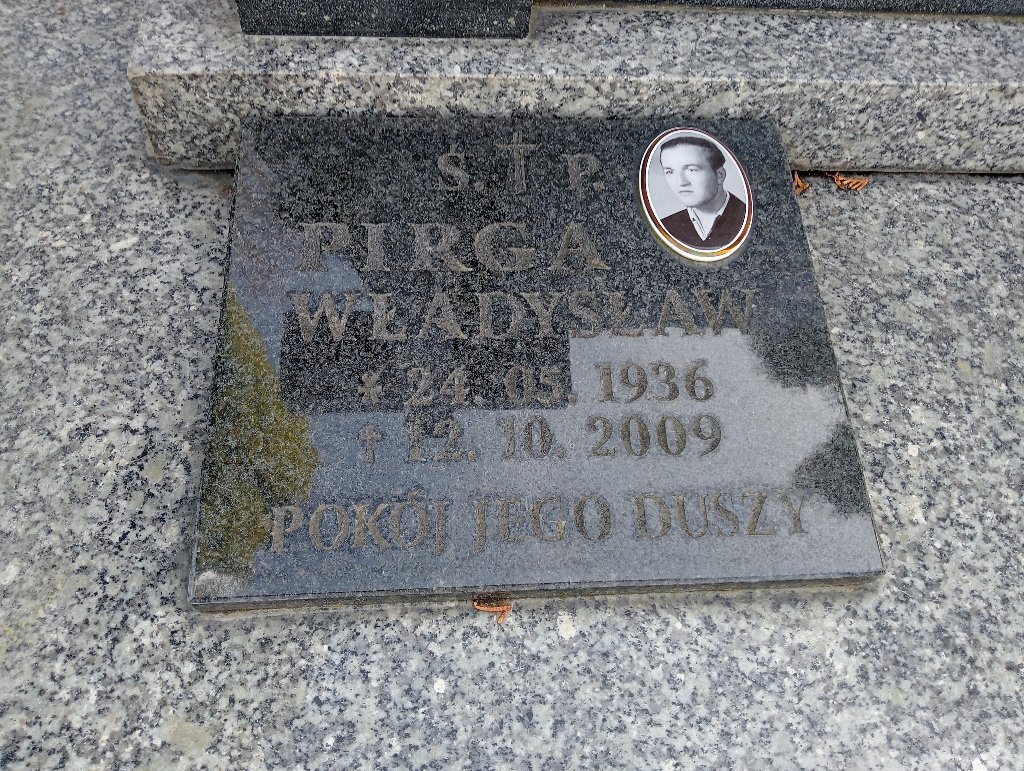 Ś. † P.
PIRGA
WŁADYSŁAW
* 24. 05. 1936
† 12. 10. 2009
POKÓJ JEGO DUSZY